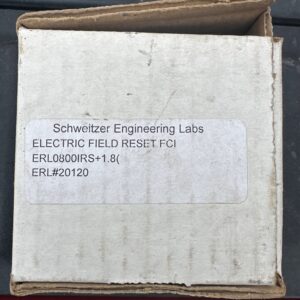 Schweitzer Engineering Labs
ELECTRIC FIELD RESET FCI
ERL0800IRS+1.8(
ERL#20120